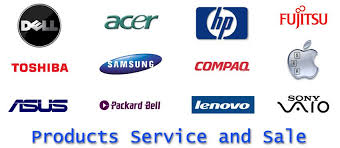 DELL acer hp FUJITSU
TOSHIBA SAMSUNG COMPAQ
ASUS Packard Bell lenovo SONY
VAIO
Products Service and Sale